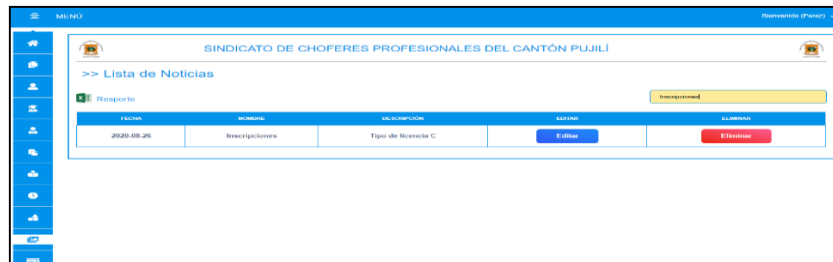 MENÚ Bienvenido (Perez)
SINDICATO DE CHOFERES PROFESIONALES DEL CANTÓN PUJILÍ
>> Lista de Noticias
Resporte Inscripciones
FECHA NOMBRE DESCRIPCIÓN EDITAR ELIMINAR
2020-08-26 Inscripciones Tipo de licencia C Editar Eliminar